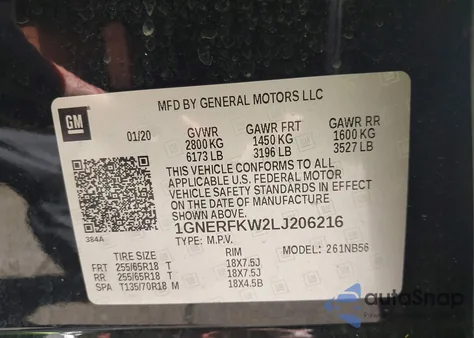 MFD BY GENERAL MOTORS LLC
GM
01/20
GVWR GAWR FRT GAWR RR
2800 KG 1450 KG 1600 KG
6173 LB 3196 LB 3527 LB
THIS VEHICLE CONFORMS TO ALL
APPLICABLE U.S. FEDERAL MOTOR
VEHICLE SAFETY STANDARDS IN EFFECT
ON THE DATE OF MANUFACTURE
SHOWN ABOVE.
1GNERFKW2LJ206216
TYPE: M.P.V. MODEL: 261NB56
384A
TIRE SIZE RIM
FRT 255/65R18 T 18X7.5J
RR 255/65R18 T 18X7.5J
SPA T135/70R18 M 18X4.5B
autoSnap